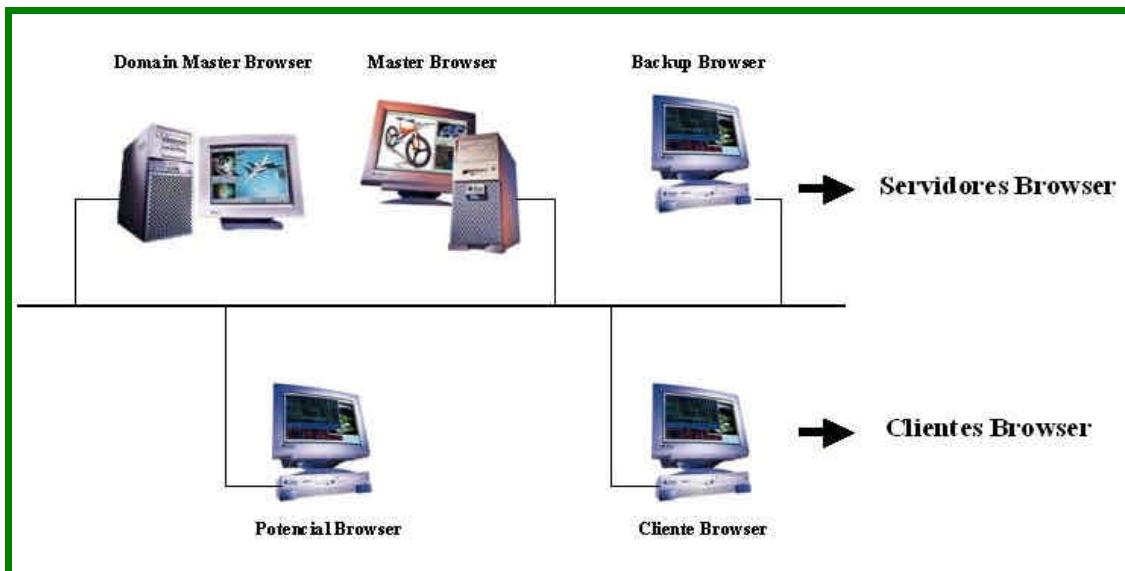 Domain Master Browser
Master Browser
Backup Browser
Servidores Browser
Clientes Browser
Potencial Browser
Cliente Browser